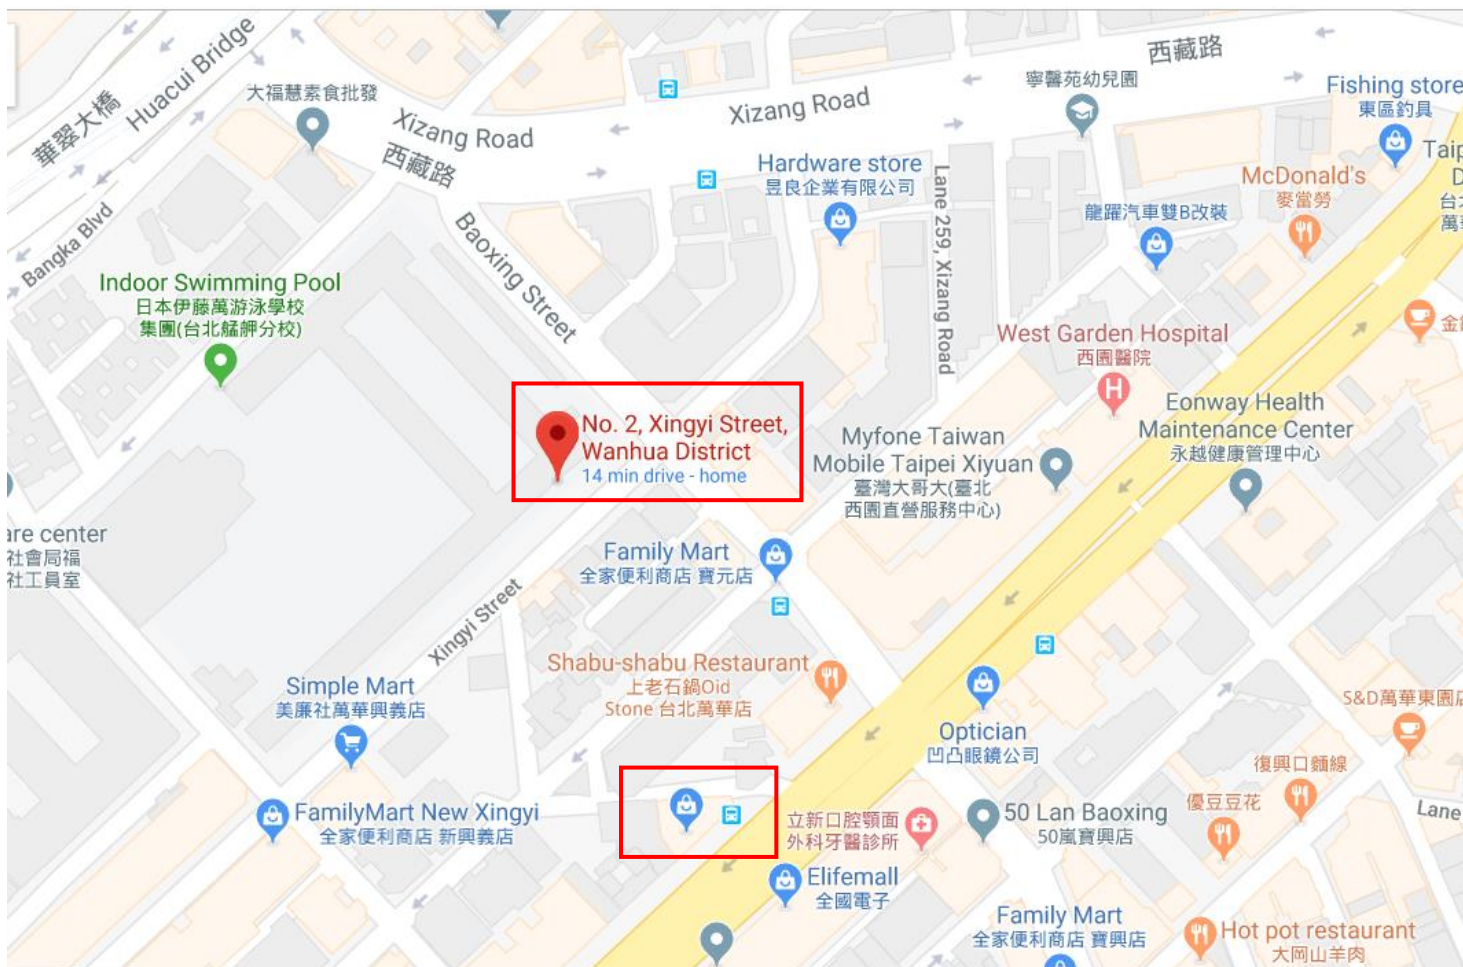 華翠大橋
Huacui Bridge
大福慧素食批發
Xizang Road
西藏路
Xizang Road
西藏路
寧馨苑幼兒園
Fishing store
東區釣具
Hardware store
昱良企業有限公司
Lane 259, Xizang Road
McDonald's
麥當勞
龍躍汽車雙B改裝
Bangka Blvd
Baoxing Street
Indoor Swimming Pool
日本伊藤萬游泳學校
集團(台北艋舺分校)
West Garden Hospital
西園醫院
H
No. 2, Xingyi Street,
Wanhua District
14 min drive - home
Myfone Taiwan
Mobile Taipei Xiyuan
臺灣大哥大(臺北
西園直營服務中心)
Eonway Health
Maintenance Center
永越健康管理中心
are center
社會局福
社工員室
Family Mart
全家便利商店 寶元店
Xingyi Street
Shabu-shabu Restaurant
上老石鍋Oid
Stone 台北萬華店
Simple Mart
美廉社萬華興義店
Optician
凹凸眼鏡公司
S&D萬華東園店
復興口麵線
優豆豆花
FamilyMart New Xingyi
全家便利商店 新興義店
立新口腔顎面
外科牙醫診所
50 Lan Baoxing
50嵐寶興店
Lane
Elifemall
全國電子
Family Mart
全家便利商店 寶興店
Hot pot restaurant
大岡山羊肉